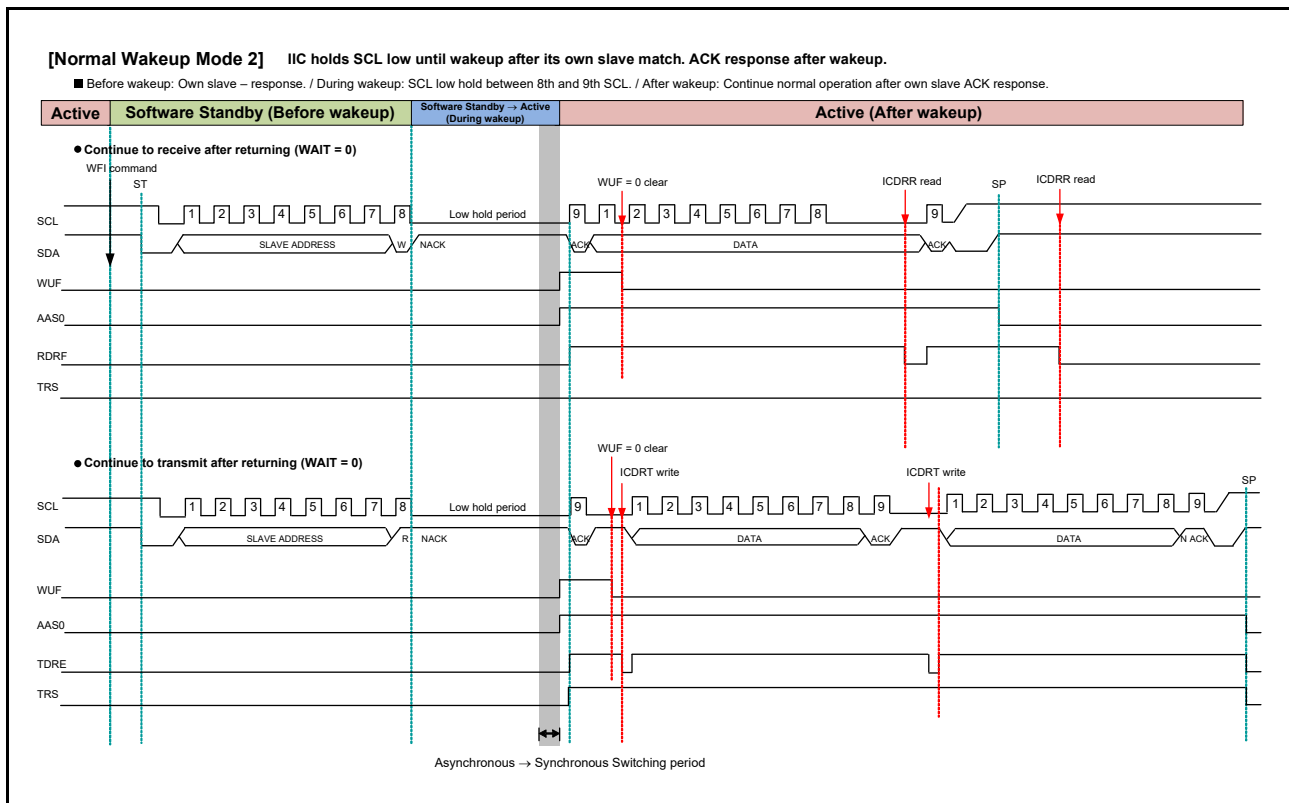 [Normal Wakeup Mode 2] IIC holds SCL low until wakeup after its own slave match. ACK response after wakeup.
■ Before wakeup: Own slave – response. / During wakeup: SCL low hold between 8th and 9th SCL. / After wakeup: Continue normal operation after own slave ACK response.
Active Software Standby (Before wakeup) Software Standby → Active (During wakeup) Active (After wakeup)
● Continue to receive after returning (WAIT = 0)
WFI command
ST WUF = 0 clear ICDRR read SP ICDRR read
SCL 1 2 3 4 5 6 7 8 Low hold period 9 1 2 3 4 5 6 7 8 9
SDA SLAVE ADDRESS W NACK ACK DATA ACK
WUF
AAS0
RDRF
TRS
● Continue to transmit after returning (WAIT = 0)
WUF = 0 clear
ICDRT write ICDRT write
SP
SCL 1 2 3 4 5 6 7 8 Low hold period 9 1 2 3 4 5 6 7 8 9 1 2 3 4 5 6 7 8 9
SDA SLAVE ADDRESS R NACK ACK DATA ACK DATA N ACK
WUF
AAS0
TDRE
TRS
Asynchronous → Synchronous Switching period